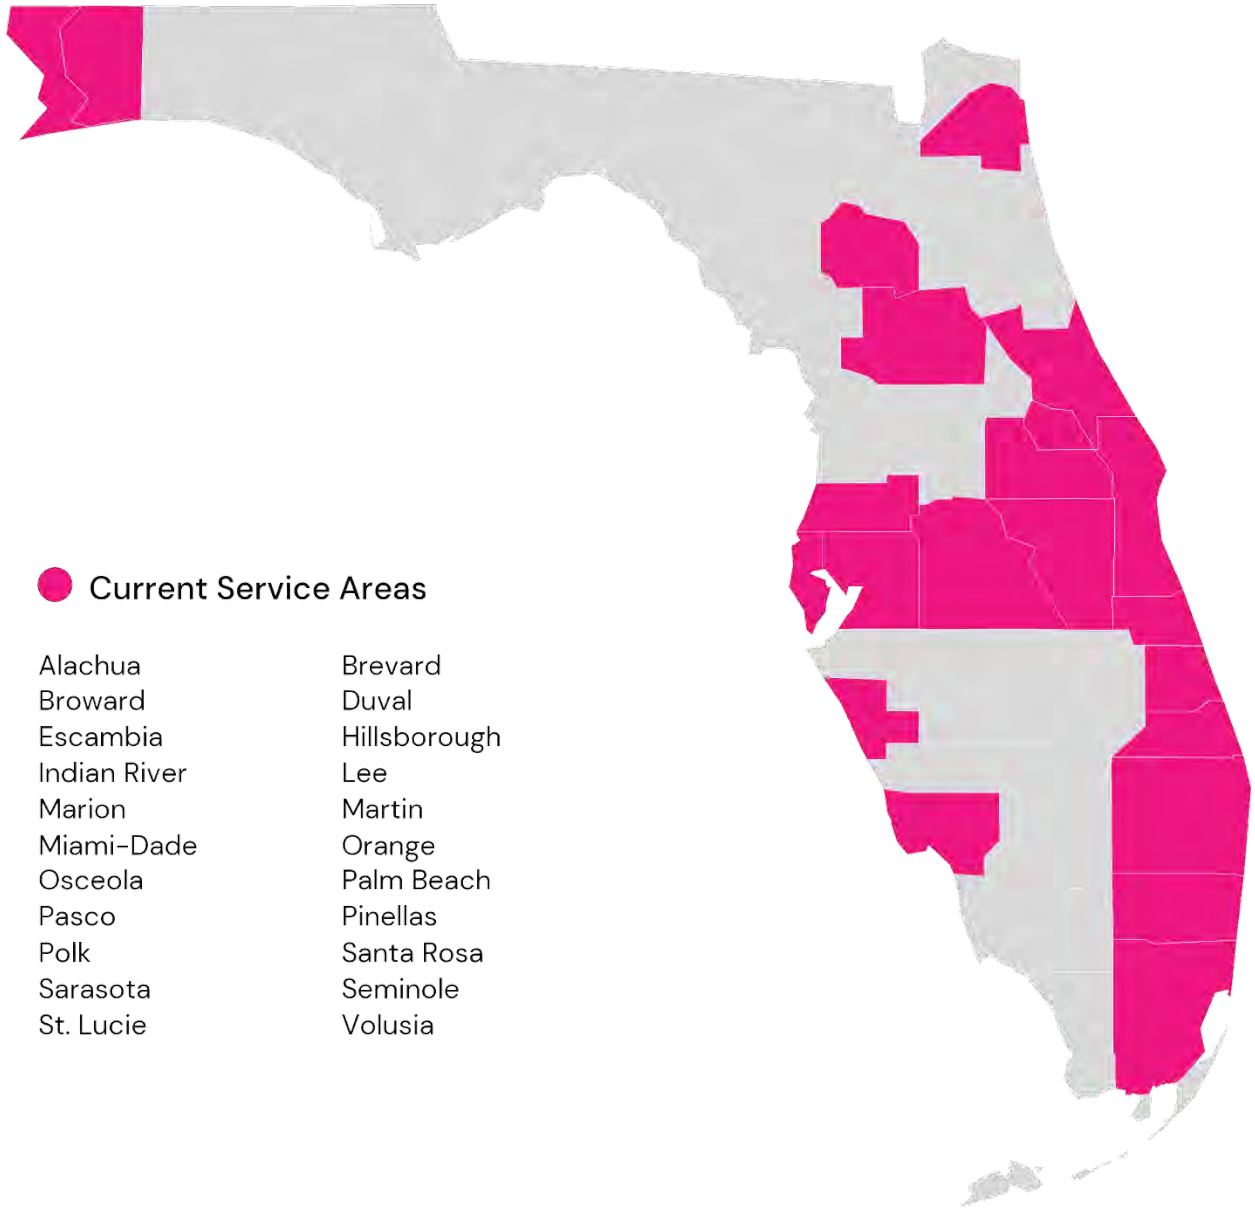 Current Service Areas
Alachua
Brevard
Broward
Duval
Escambia
Hillsborough
Indian River
Lee
Marion
Martin
Miami-Dade
Orange
Osceola
Palm Beach
Pasco
Pinellas
Polk
Santa Rosa
Sarasota
Seminole
St. Lucie
Volusia